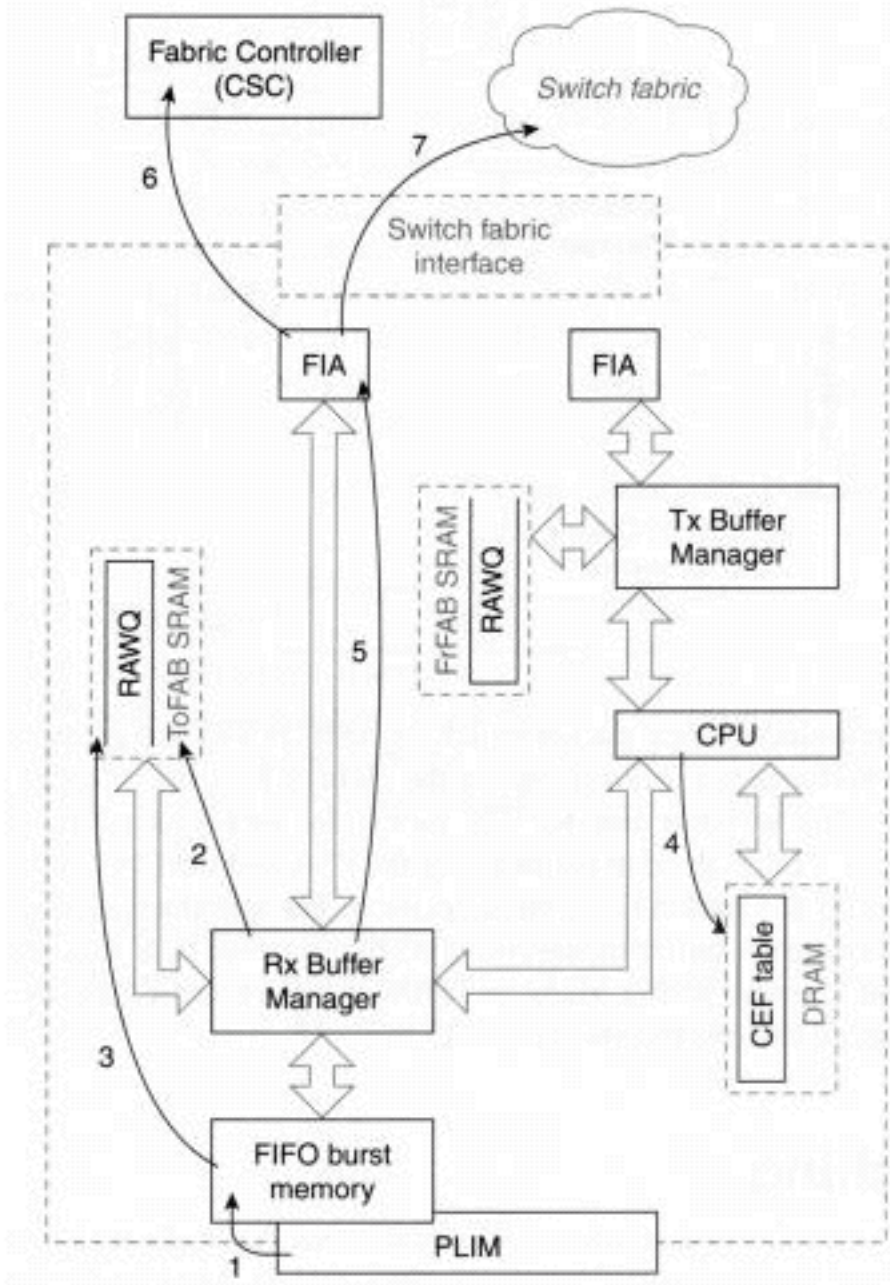 Fabric Controller
(CSC)
Switch fabric
7
6
Switch fabric
interface
FIA
FIA
Tx Buffer
Manager
FrFAB SRAM
RAWQ
RAWQ
ToFAB SRAM
5
CPU
2
4
Rx Buffer
Manager
CEF table
DRAM
3
FIFO burst
memory
PLIM
1